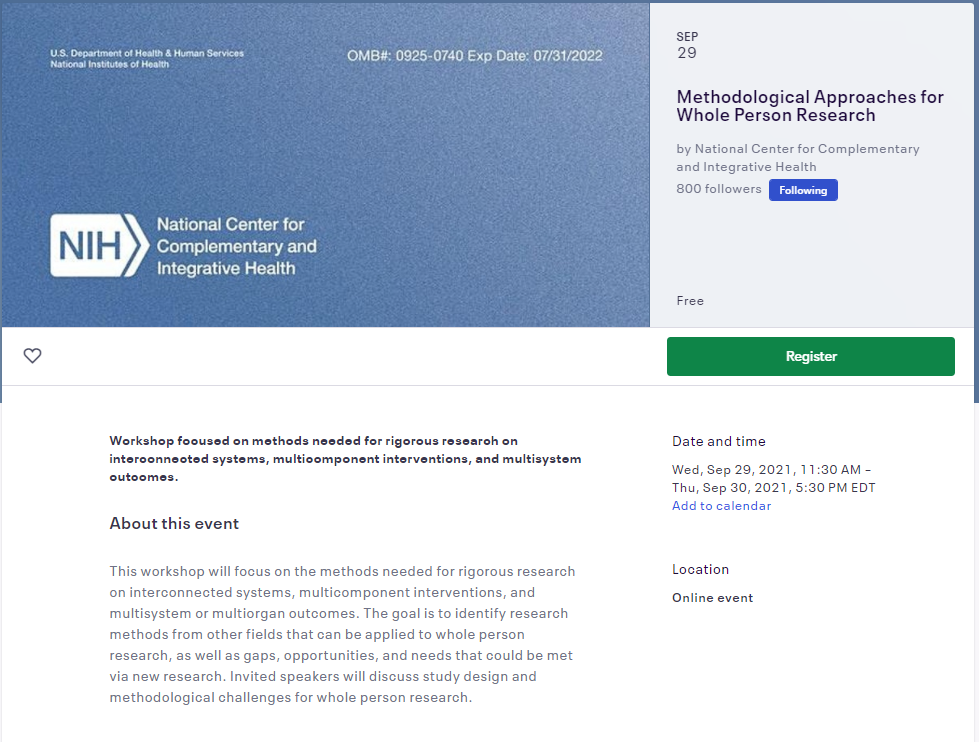 U.S. Department of Health & Human Services
National Institutes of Health
OMB#: 0925-0740 Exp Date: 07/31/2022
NIH
National Center for
Complementary and
Integrative Health
SEP
29
Methodological Approaches for
Whole Person Research
by National Center for Complementary
and Integrative Health
800 followers Following
Free
Register
Workshop focused on methods needed for rigorous research on
interconnected systems, multicomponent interventions, and multisystem
outcomes.
About this event
This workshop will focus on the methods needed for rigorous research
on interconnected systems, multicomponent interventions, and
multisystem or multiorgan outcomes. The goal is to identify research
methods from other fields that can be applied to whole person
research, as well as gaps, opportunities, and needs that could be met
via new research. Invited speakers will discuss study design and
methodological challenges for whole person research.
Date and time
Wed, Sep 29, 2021, 11:30 AM –
Thu, Sep 30, 2021, 5:30 PM EDT
Add to calendar
Location
Online event